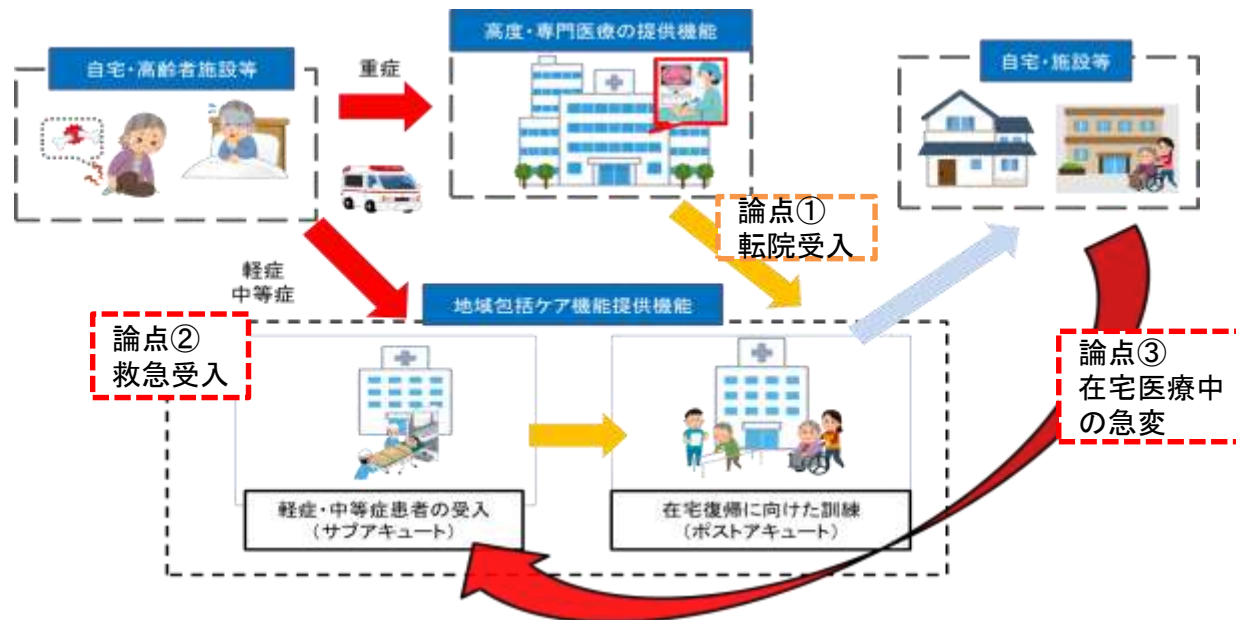 高度・専門医療の提供機能
自宅・高齢者施設等
重症
自宅・施設等
論点①
転院受入
軽症
中等症
地域包括ケア機能提供機能
論点②
救急受入
論点③
在宅医療中
の急変
軽症・中等症患者の受入
(サブアキュート)
在宅復帰に向けた訓練
(ポストアキュート)